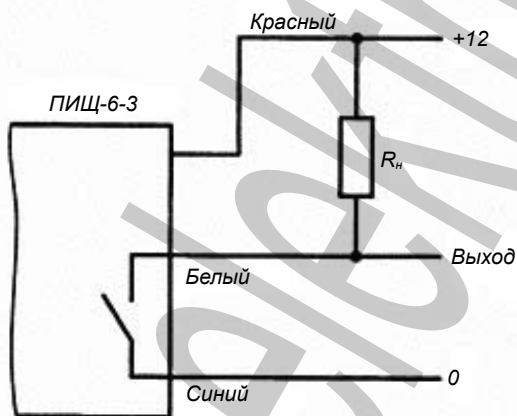 Красный
+12
ПИЩ-6-3
Rн
Выход
Белый
0
Синий